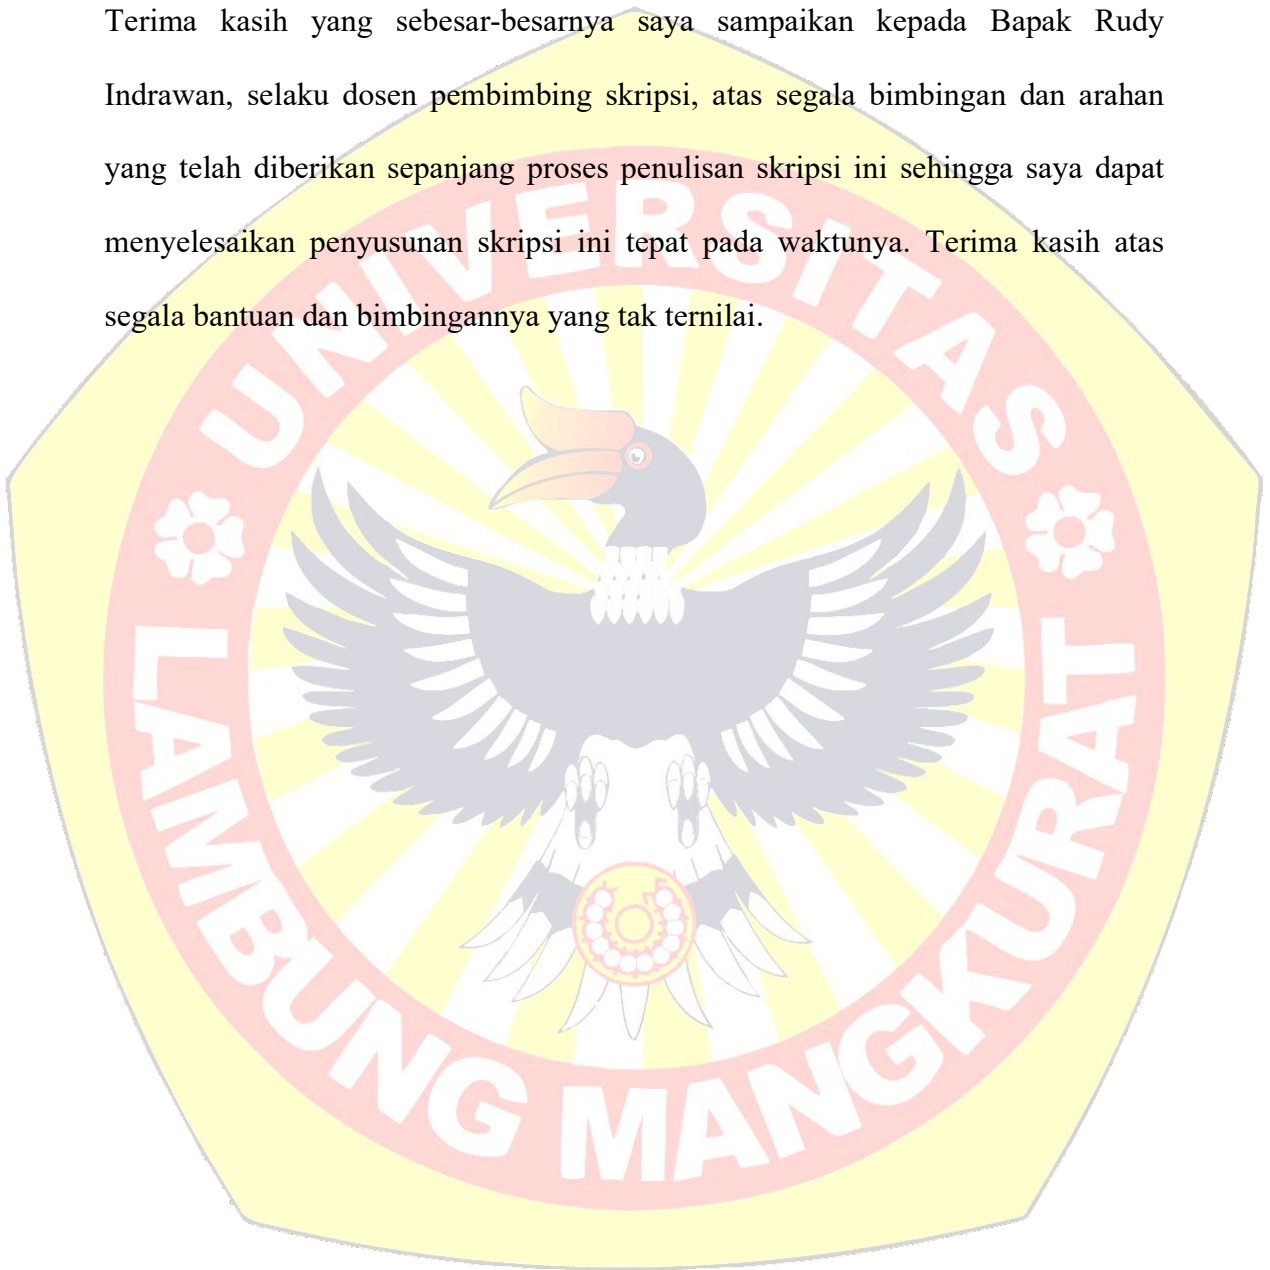 Terima kasih yang sebesar-besarnya saya sampaikan kepada Bapak Rudy
Indrawan, selaku dosen pembimbing skripsi, atas segala bimbingan dan arahan
yang telah diberikan sepanjang proses penulisan skripsi ini sehingga saya dapat
menyelesaikan penyusunan skripsi ini tepat pada waktunya. Terima kasih atas
segala bantuan dan bimbingannya yang tak ternilai.
UNIVERSITAS
LAMBUNG MANGKURAT